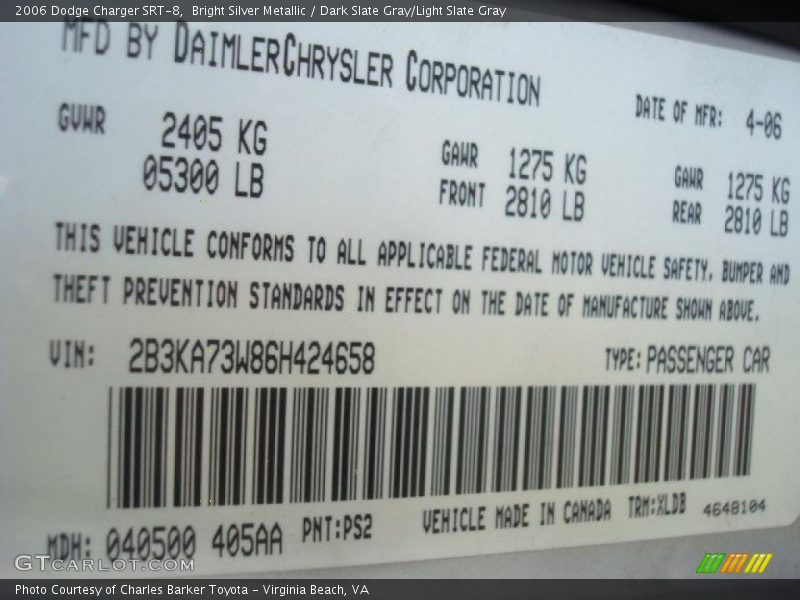 2006 Dodge Charger SRT-8, Bright Silver Metallic / Dark Slate Gray/Light Slate Gray
MFD BY DAIMLERCHRYSLER CORPORATION
DATE OF MFR: 4-06
GVWR 2405 KG
05300 LB
GAWR FRONT 1275 KG
2810 LB
GAWR REAR 1275 KG
2810 LB
THIS VEHICLE CONFORMS TO ALL APPLICABLE FEDERAL MOTOR VEHICLE SAFETY, BUMPER AND
THEFT PREVENTION STANDARDS IN EFFECT ON THE DATE OF MANUFACTURE SHOWN ABOVE.
VIN: 2B3KA73W86H424658
TYPE: PASSENGER CAR
MDH: 040500 405AA
PNT:PS2
VEHICLE MADE IN CANADA
TRM:XLDB
4648104
GTCARLOT.COM
Photo Courtesy of Charles Barker Toyota - Virginia Beach, VA